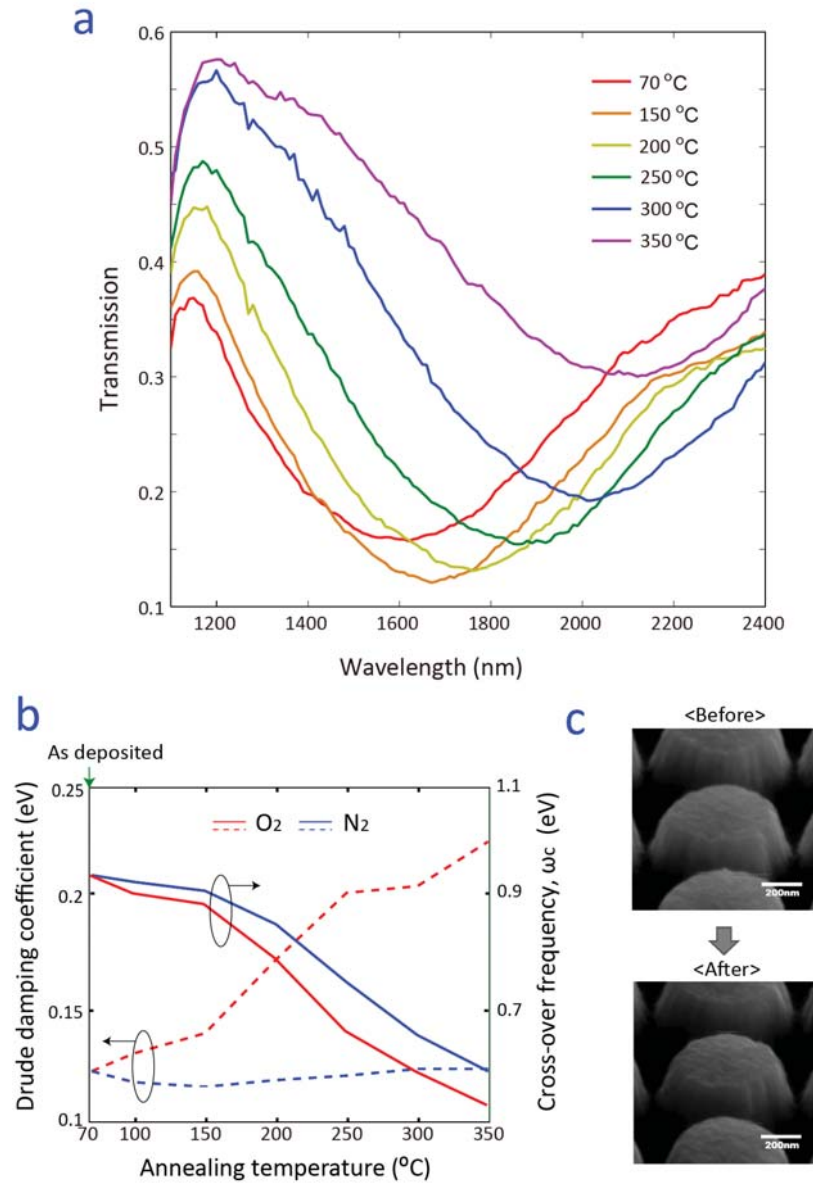 a
0.6
0.5
0.4
0.3
0.2
0.1
Transmission
70 °C
150 °C
200 °C
250 °C
300 °C
350 °C
1200 1400 1600 1800 2000 2200 2400
Wavelength (nm)
b
As deposited
0.25
0.2
0.15
0.1
Drude damping coefficient (eV)
O2 N2
1.1
0.9
0.7
Cross-over frequency, ωc (eV)
70 100 150 200 250 300 350
Annealing temperature (°C)
c
<Before>
200nm
<After>
200nm